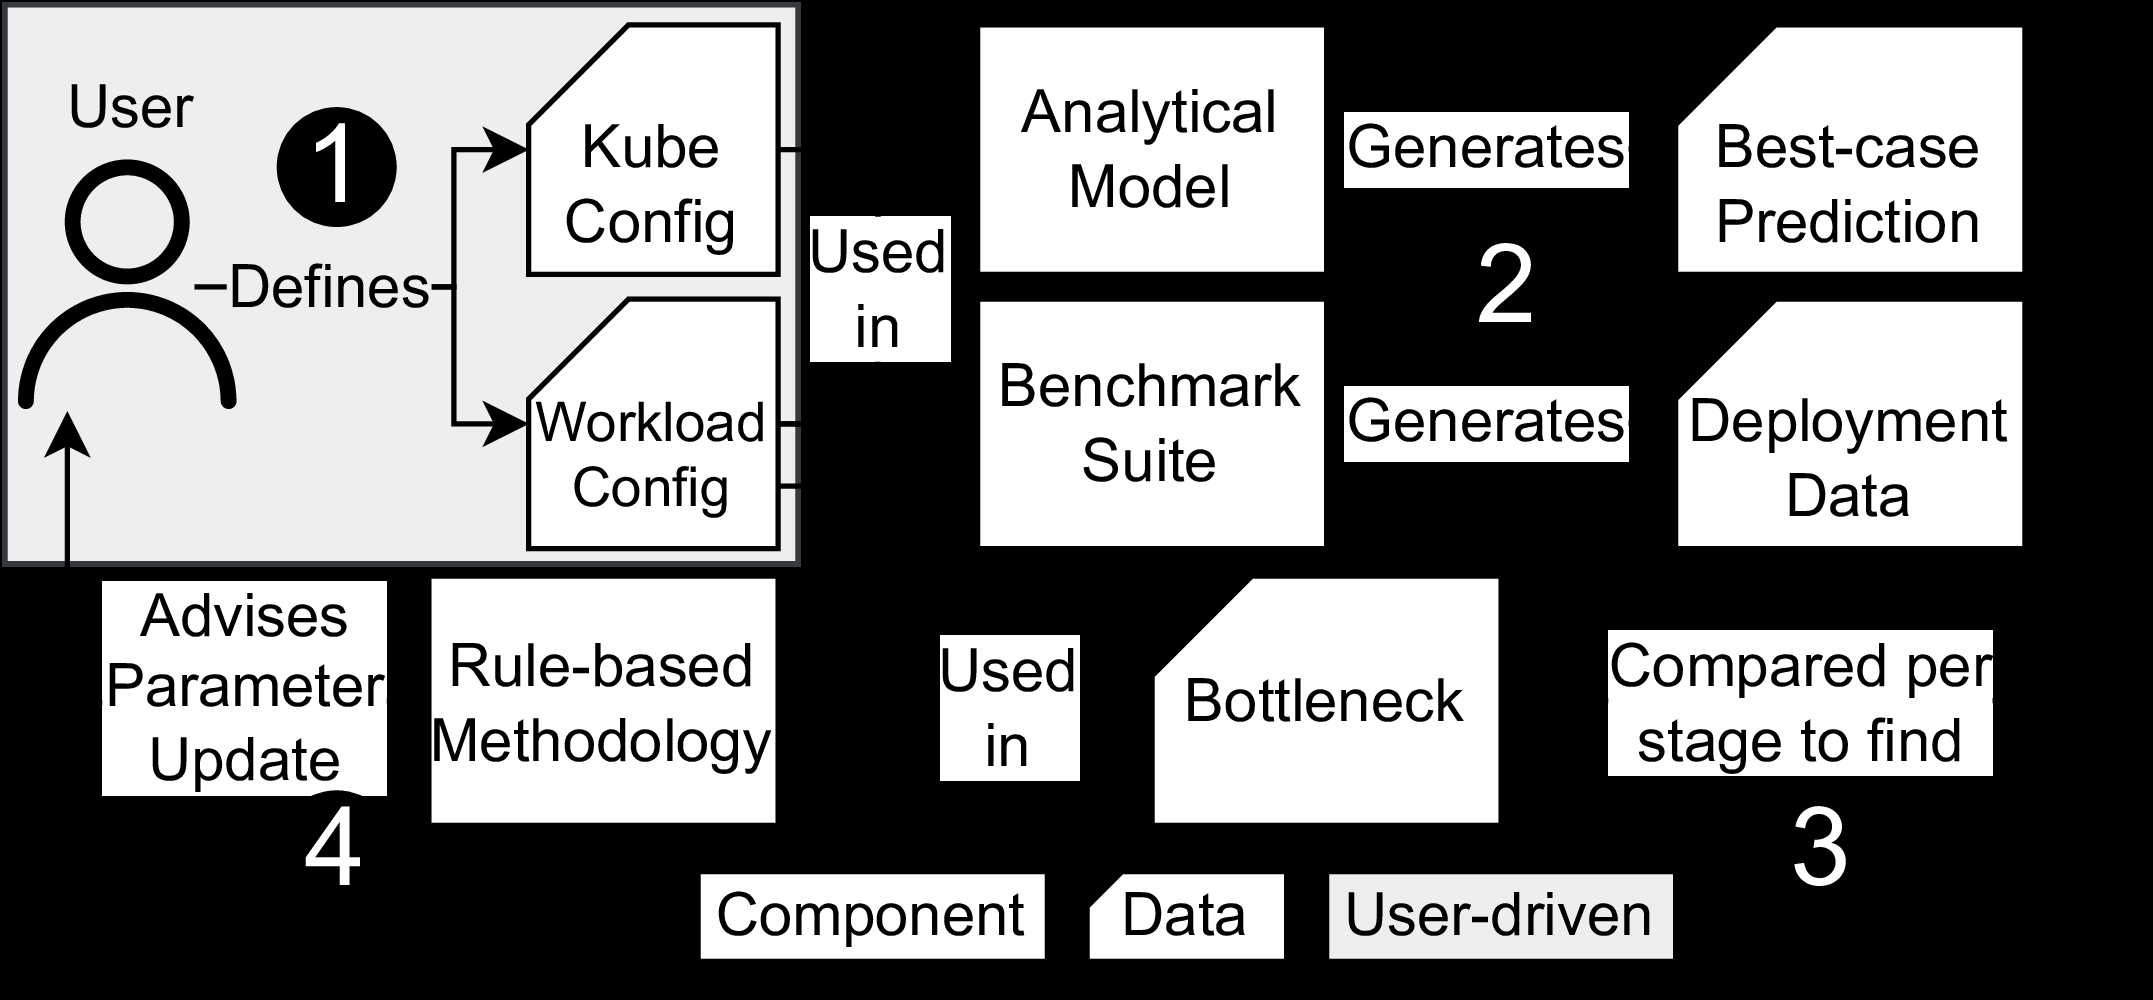 User
1
Defines
Kube
Config
Workload
Config
Used
in
Analytical
Model
Benchmark
Suite
Generates
2
Generates
Best-case
Prediction
Deployment
Data
Compared per
stage to find
3
Bottleneck
Used
in
Rule-based
Methodology
Advises
Parameter
Update
4
Component
Data
User-driven